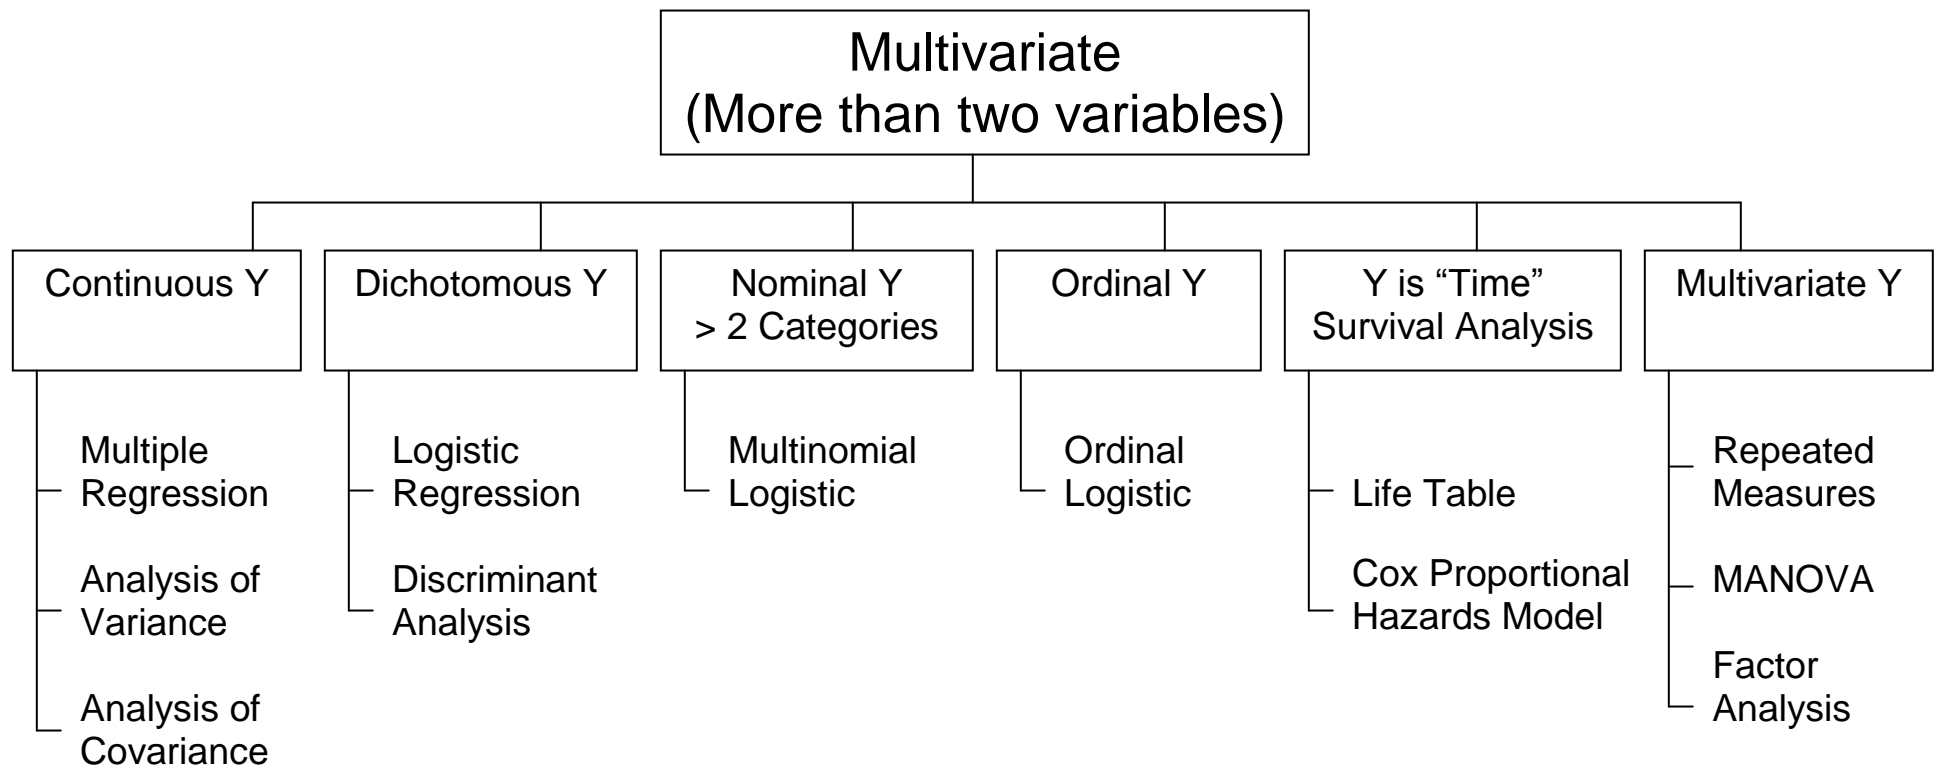 Multivariate
(More than two variables)
Continuous Y
Dichotomous Y
Nominal Y
> 2 Categories
Ordinal Y
Y is “Time”
Survival Analysis
Multivariate Y
Multiple
Regression
Analysis of
Variance
Analysis of
Covariance
Logistic
Regression
Discriminant
Analysis
Multinomial
Logistic
Ordinal
Logistic
Life Table
Cox Proportional
Hazards Model
Repeated
Measures
MANOVA
Factor
Analysis